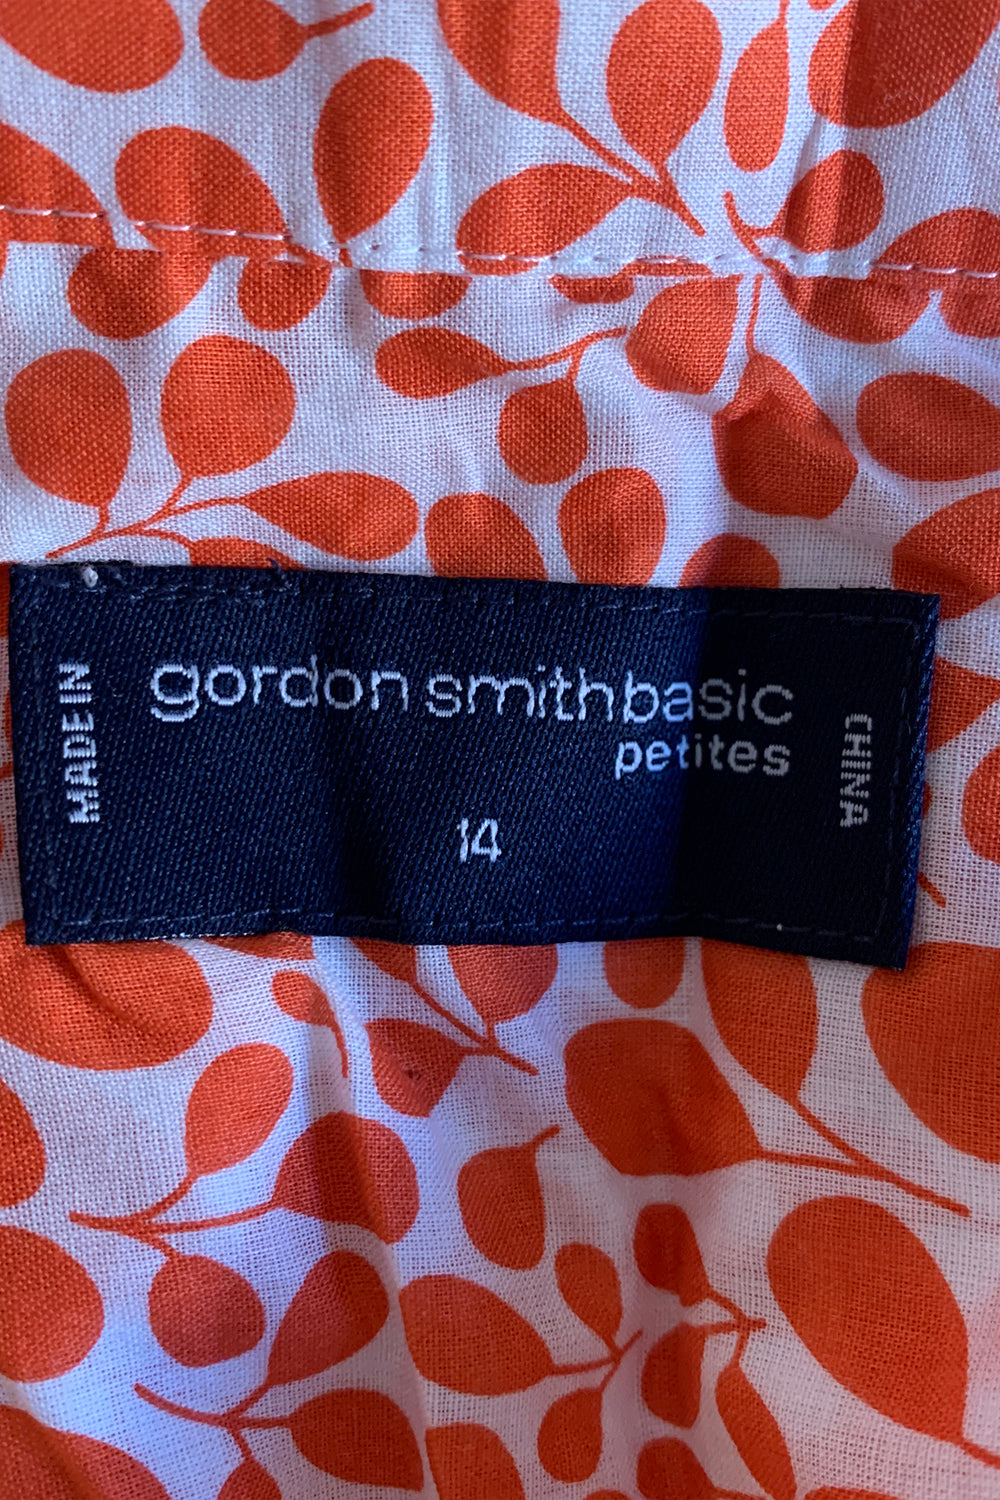 MADE IN
gordon smithbasic
petites
14
CHINA